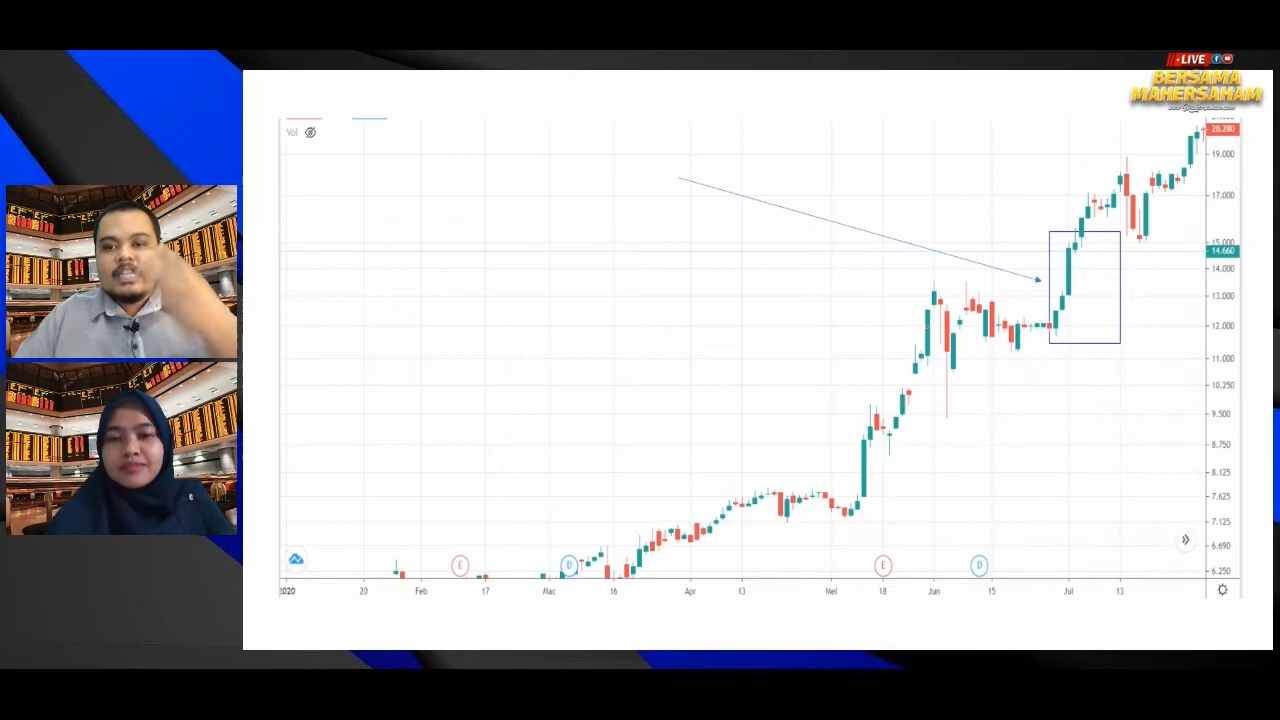 LIVE
BERSAMA
MAHERSAHAM
Vol
20.280
19.000
17.000
15.000
14.660
14.000
13.000
12.000
11.000
10.250
9.500
8.750
8.125
7.625
7.125
6.690
6.250
E
D
E
D
2020
20
Feb
17
Mac
16
Apr
13
Mei
18
Jun
15
Jul
13